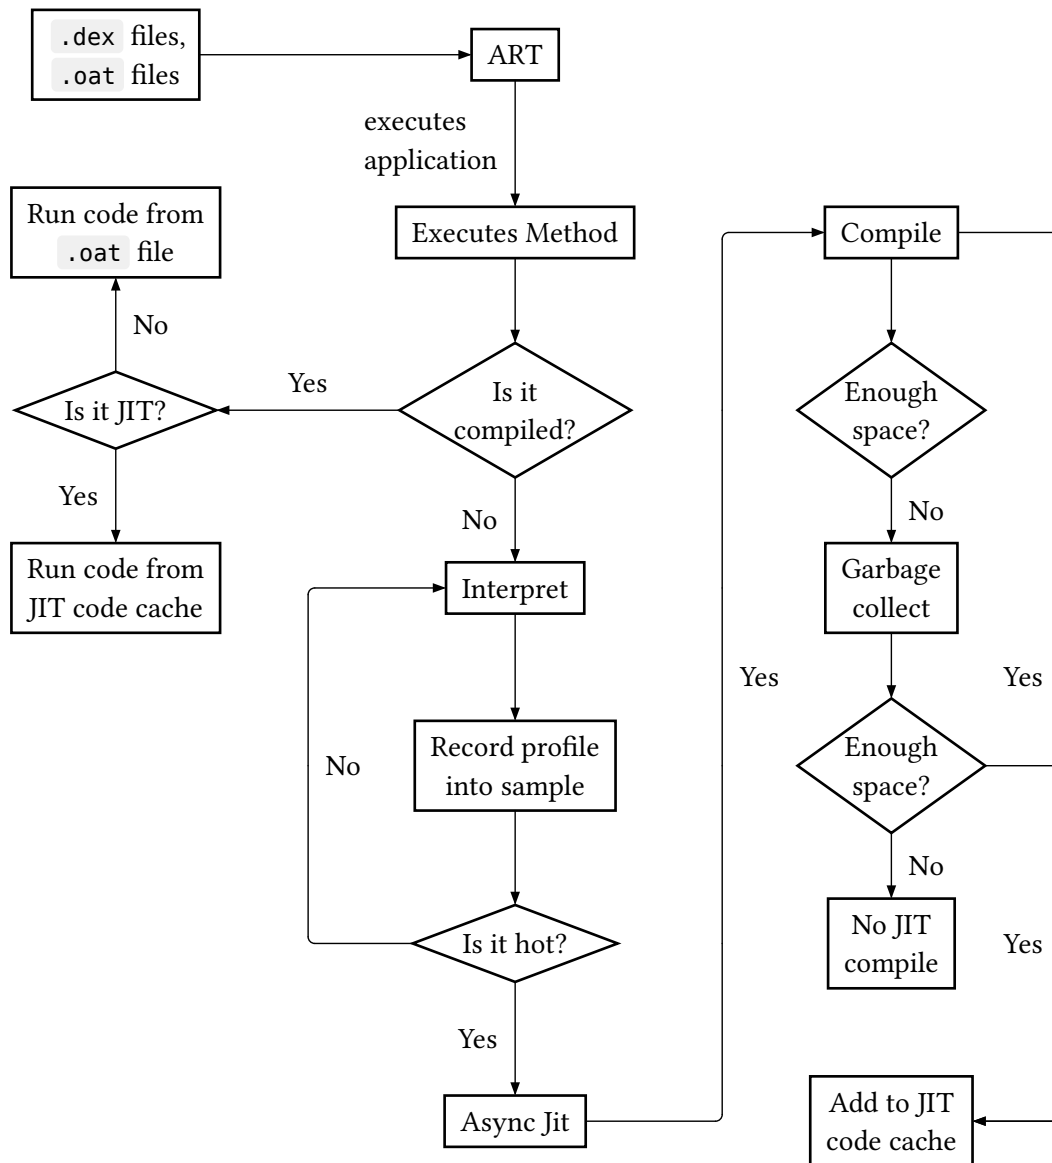 .dex files,
.oat files
ART
executes
application
Run code from
.oat file
Executes Method
Compile
No
Yes
Is it JIT?
Is it
compiled?
Enough
space?
Yes
No
No
Run code from
JIT code cache
Interpret
Garbage
collect
Yes
Yes
No
Record profile
into sample
Enough
space?
No
Is it hot?
No JIT
compile
Yes
Yes
Async Jit
Add to JIT
code cache